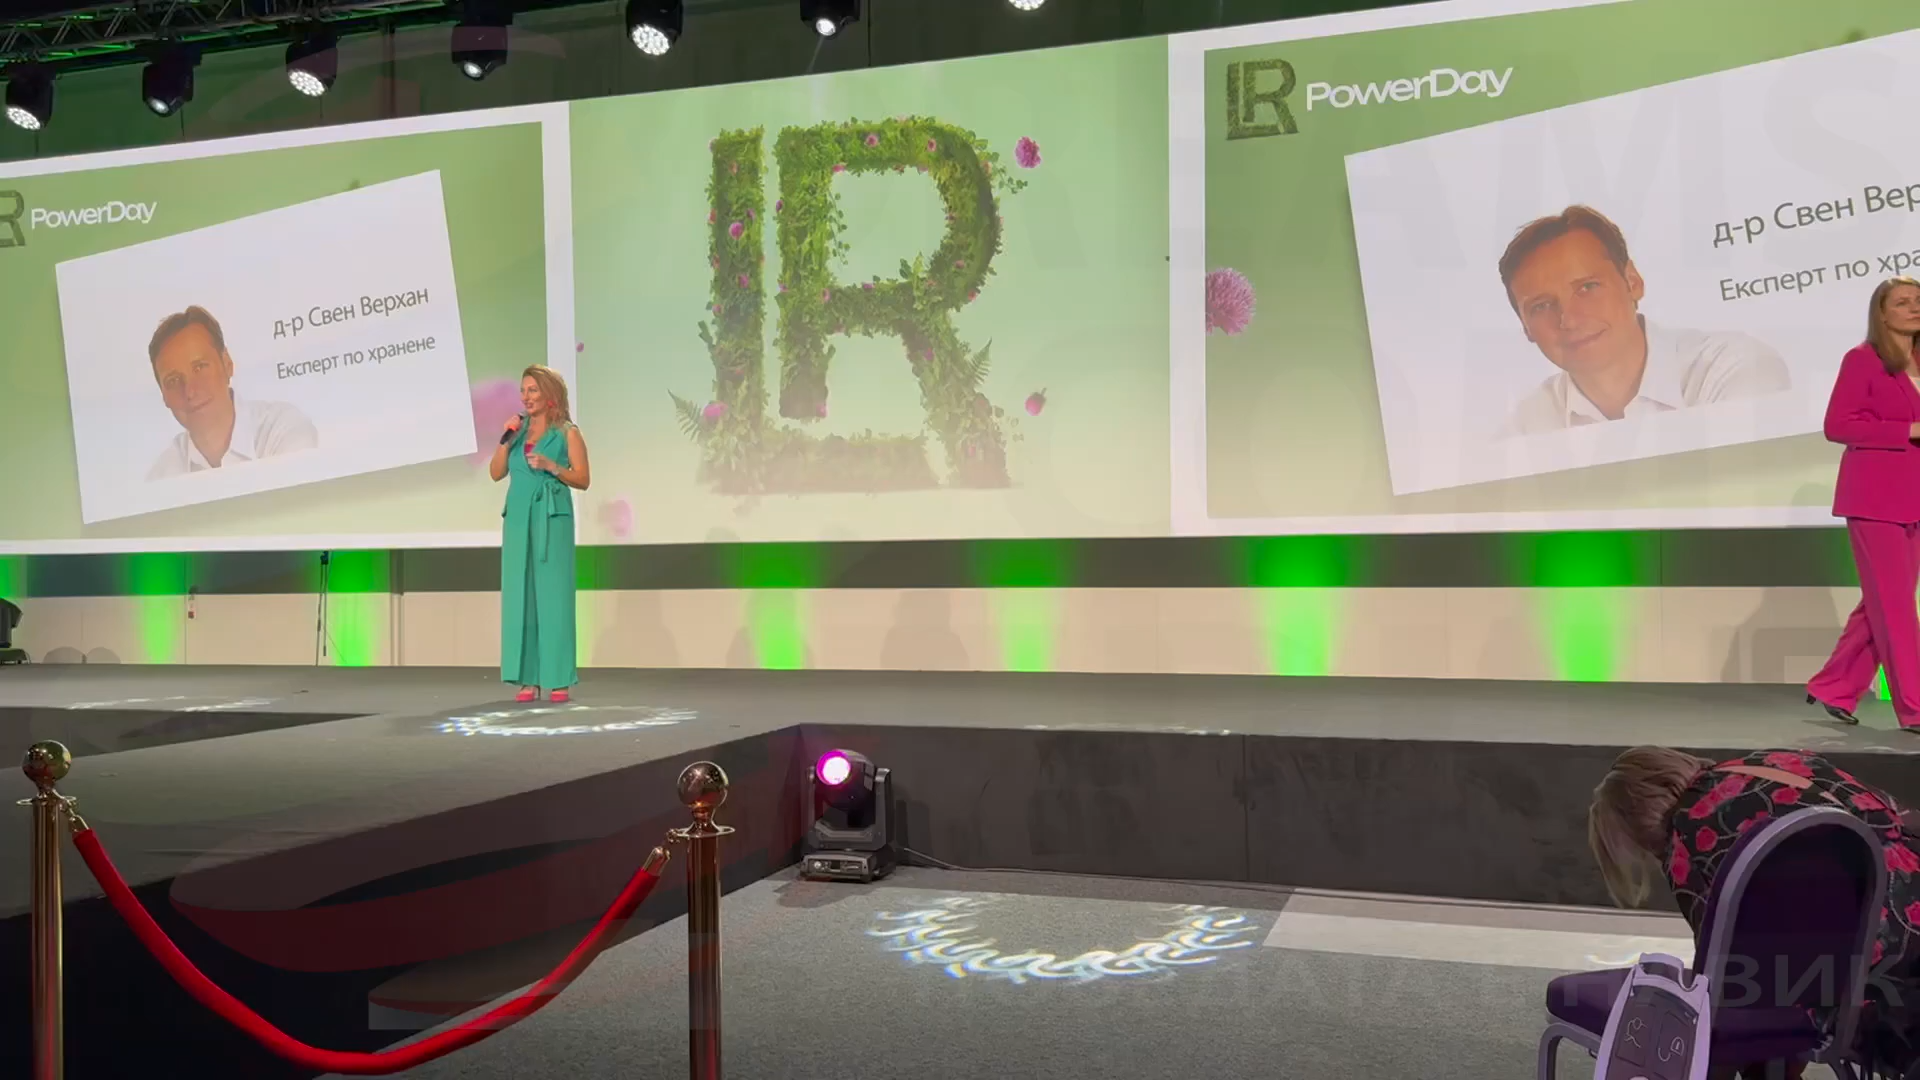 LR PowerDay
д-р Свен Верхан
Експерт по хранене
LR
LR PowerDay
д-р Свен Вер
Експерт по хра